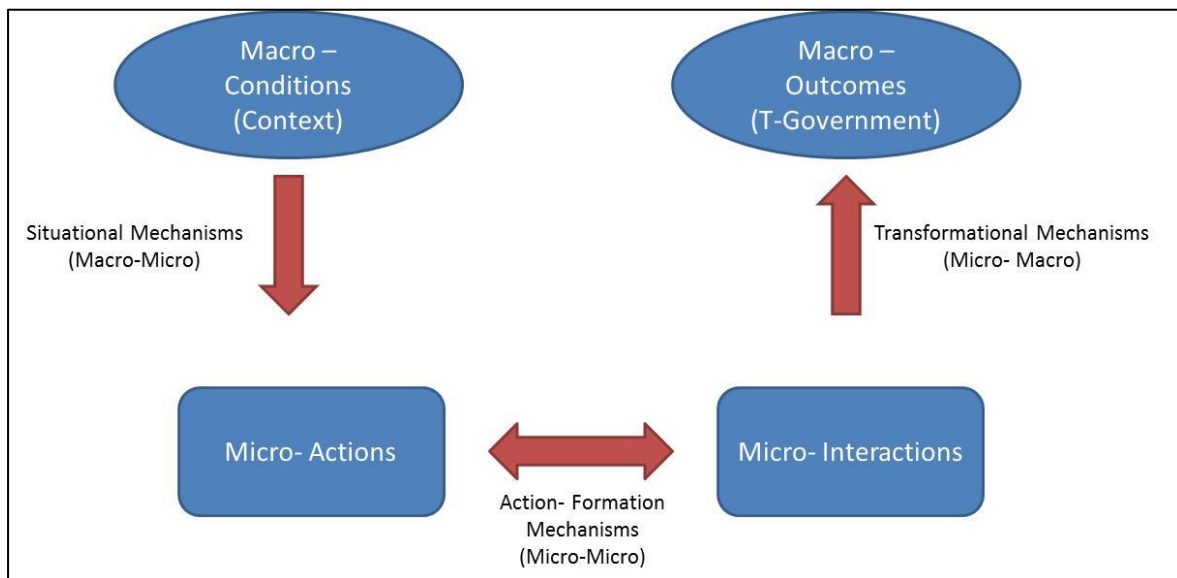 Macro –
Conditions
(Context)
Macro –
Outcomes
(T-Government)
Situational Mechanisms
(Macro-Micro)
Transformational Mechanisms
(Micro- Macro)
Micro- Actions
Micro- Interactions
Action- Formation
Mechanisms
(Micro-Micro)